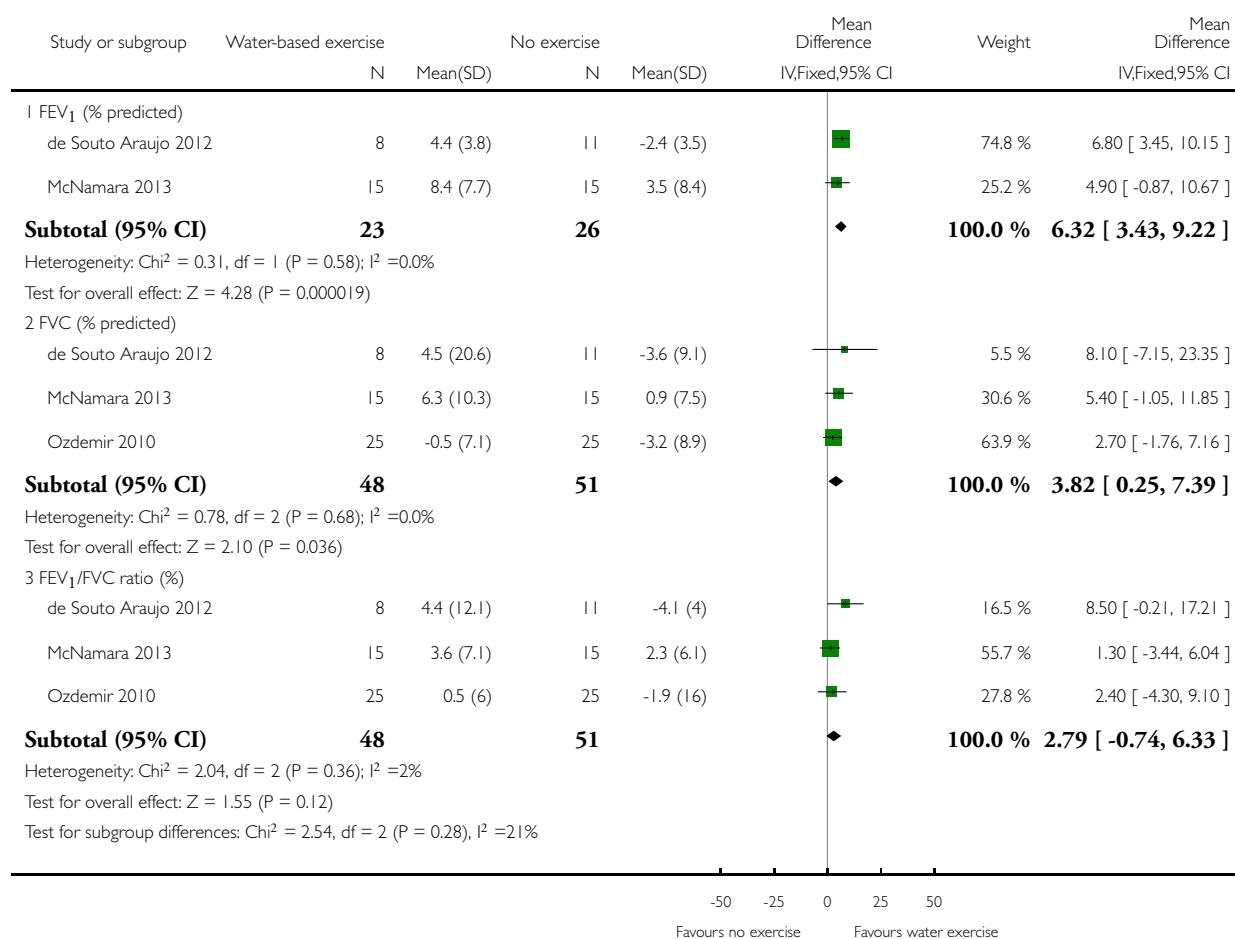 Study or subgroup Water-based exercise No exercise Mean Difference Weight Mean Difference
N Mean(SD) N Mean(SD) IV,Fixed,95% CI IV,Fixed,95% CI
1 FEV₁ (% predicted)
de Souto Araujo 2012 8 4.4 (3.8) 11 -2.4 (3.5) 74.8 % 6.80 [ 3.45, 10.15 ]
McNamara 2013 15 8.4 (7.7) 15 3.5 (8.4) 25.2 % 4.90 [ -0.87, 10.67 ]
Subtotal (95% CI) 23 26 100.0 % 6.32 [ 3.43, 9.22 ]
Heterogeneity: Chi² = 0.31, df = 1 (P = 0.58); I² =0.0%
Test for overall effect: Z = 4.28 (P = 0.000019)
2 FVC (% predicted)
de Souto Araujo 2012 8 4.5 (20.6) 11 -3.6 (9.1) 5.5 % 8.10 [ -7.15, 23.35 ]
McNamara 2013 15 6.3 (10.3) 15 0.9 (7.5) 30.6 % 5.40 [ -1.05, 11.85 ]
Ozdemir 2010 25 -0.5 (7.1) 25 -3.2 (8.9) 63.9 % 2.70 [ -1.76, 7.16 ]
Subtotal (95% CI) 48 51 100.0 % 3.82 [ 0.25, 7.39 ]
Heterogeneity: Chi² = 0.78, df = 2 (P = 0.68); I² =0.0%
Test for overall effect: Z = 2.10 (P = 0.036)
3 FEV₁/FVC ratio (%)
de Souto Araujo 2012 8 4.4 (12.1) 11 -4.1 (4) 16.5 % 8.50 [ -0.21, 17.21 ]
McNamara 2013 15 3.6 (7.1) 15 2.3 (6.1) 55.7 % 1.30 [ -3.44, 6.04 ]
Ozdemir 2010 25 0.5 (6) 25 -1.9 (16) 27.8 % 2.40 [ -4.30, 9.10 ]
Subtotal (95% CI) 48 51 100.0 % 2.79 [ -0.74, 6.33 ]
Heterogeneity: Chi² = 2.04, df = 2 (P = 0.36); I² =2%
Test for overall effect: Z = 1.55 (P = 0.12)
Test for subgroup differences: Chi² = 2.54, df = 2 (P = 0.28), I² =21%
-50 -25 0 25 50
Favours no exercise Favours water exercise